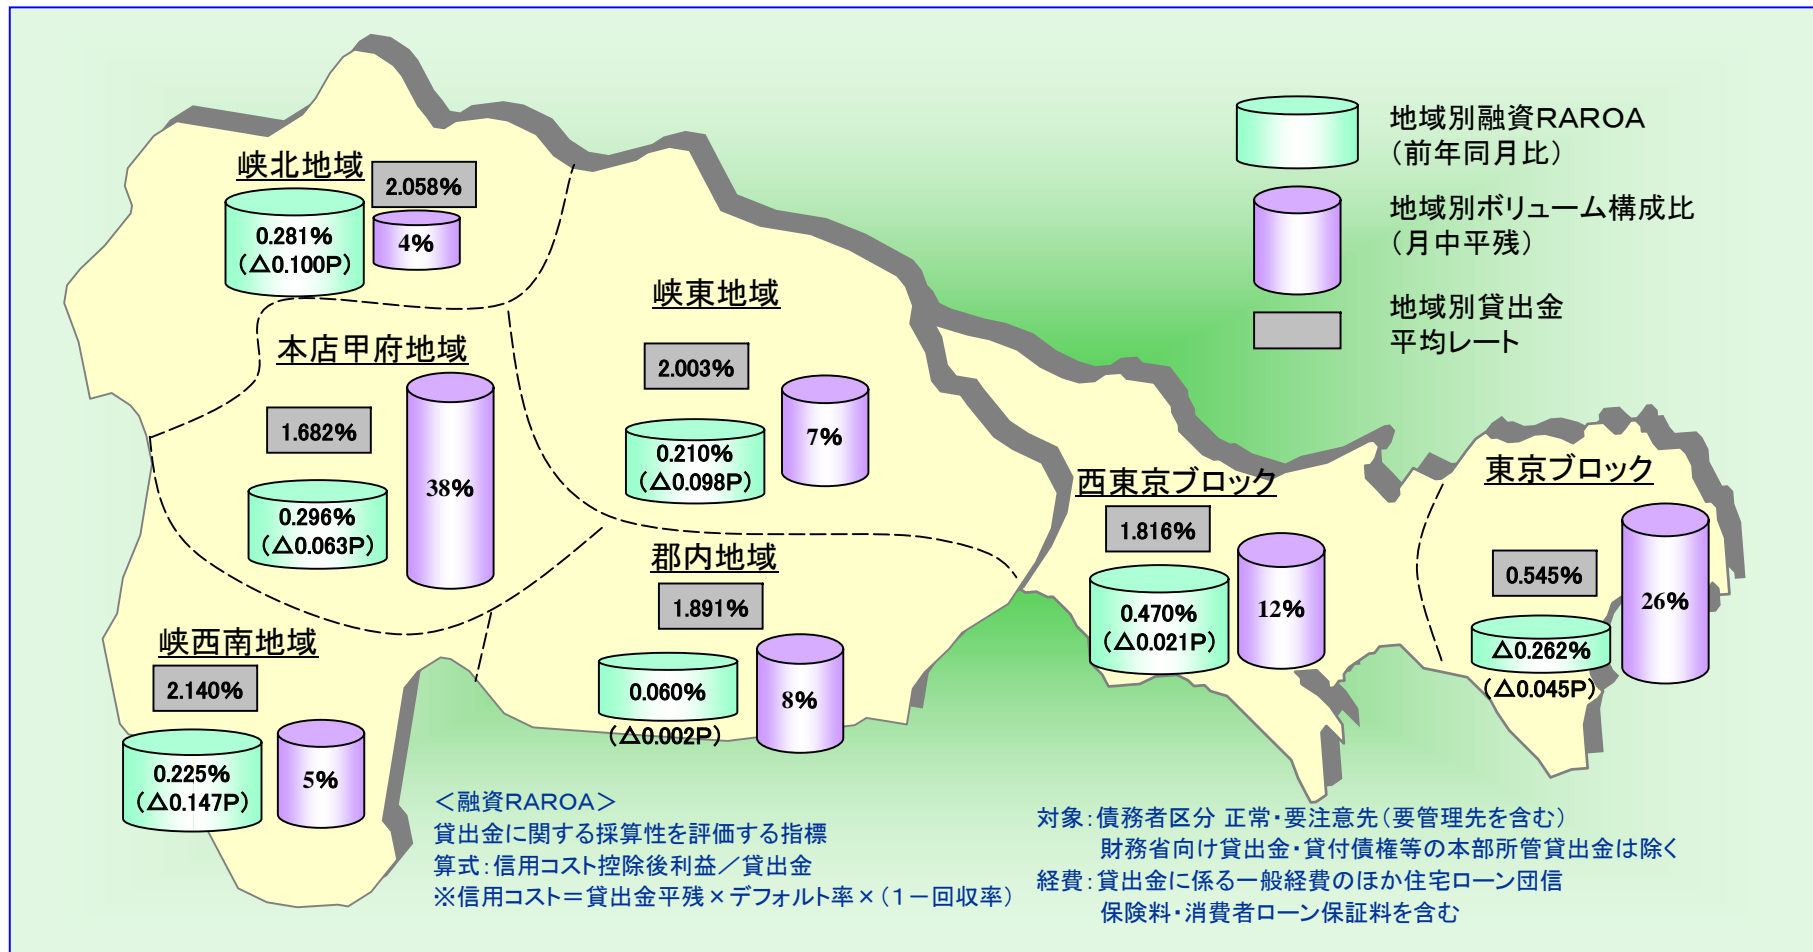 地域別融資RAROA
(前年同月比)
地域別ボリューム構成比
(月中平残)
地域別貸出金
平均レート
峡北地域
2.058%
0.281%
(△0.100P)
4%
本店甲府地域
1.682%
0.296%
(△0.063P)
38%
峡東地域
2.003%
0.210%
(△0.098P)
7%
郡内地域
1.891%
0.060%
(△0.002P)
8%
峡西南地域
2.140%
0.225%
(△0.147P)
5%
西東京ブロック
1.816%
0.470%
(△0.021P)
12%
東京ブロック
0.545%
△0.262%
(△0.045P)
26%
<融資RAROA>
貸出金に関する採算性を評価する指標
算式:信用コスト控除後利益/貸出金
※信用コスト=貸出金平残×デフォルト率×(1-回収率)
対象:債務者区分 正常・要注意先(要管理先を含む)
財務省向け貸出金・貸付債権等の本部所管貸出金は除く
経費:貸出金に係る一般経費のほか住宅ローン団信
保険料・消費者ローン保証料を含む